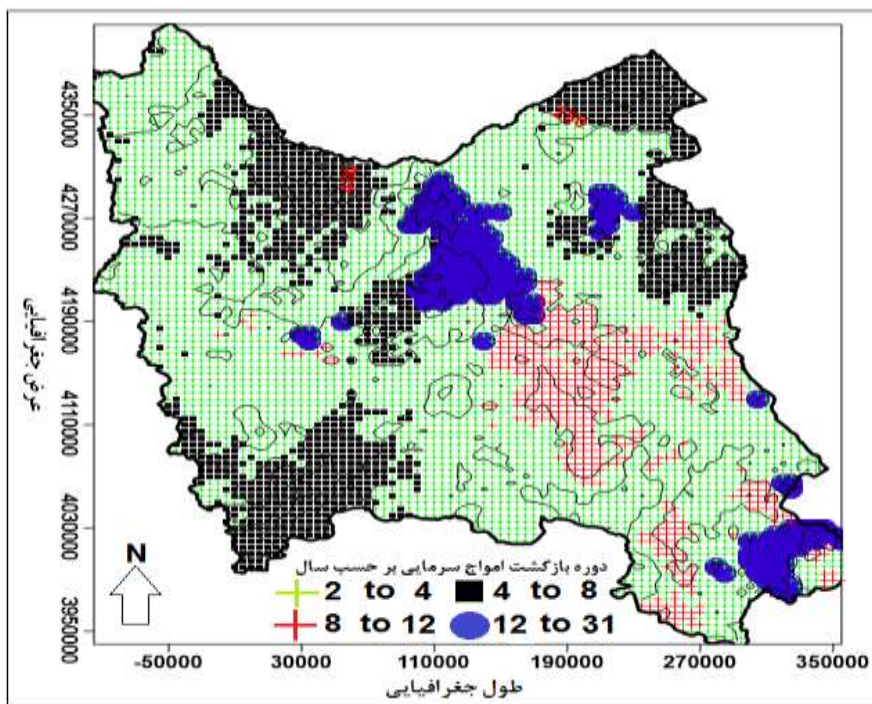 4350000
4270000
4190000
4110000
4030000
3950000
عرض جغرافیایی
N
دوره بازگشت امواج سرمایی بر حسب سال
2 to 4
4 to 8
8 to 12
12 to 31
-50000
30000
110000
190000
270000
350000
طول جغرافیایی